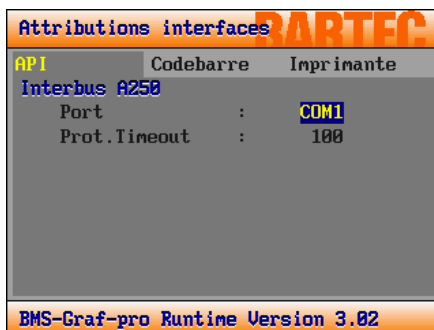 Attributions interfaces BARTEC
API Codebarre Imprimante
Interbus A250
Port : COM1
Prot.Timeout : 100
BMS-Graf-pro Runtime Version 3.02